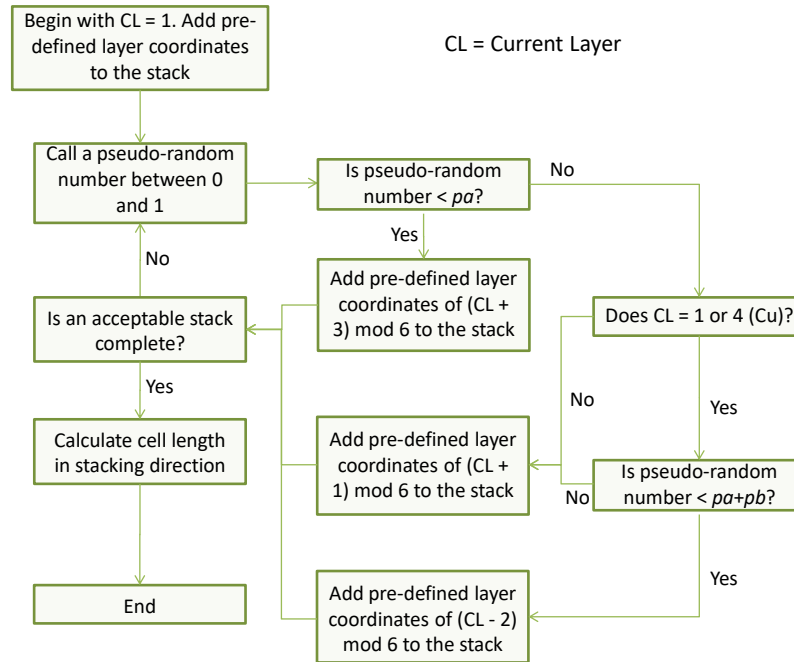 Begin with CL = 1. Add pre-
defined layer coordinates
to the stack
CL = Current Layer
Call a pseudo-random
number between 0
and 1
Is pseudo-random
number < pa?
No
Yes
No
Add pre-defined layer
coordinates of (CL +
3) mod 6 to the stack
Is an acceptable stack
complete?
Does CL = 1 or 4 (Cu)?
Yes
No
Yes
Calculate cell length
in stacking direction
Add pre-defined layer
coordinates of (CL +
1) mod 6 to the stack
Is pseudo-random
number < pa+pb?
No
Yes
End
Add pre-defined layer
coordinates of (CL - 2)
mod 6 to the stack